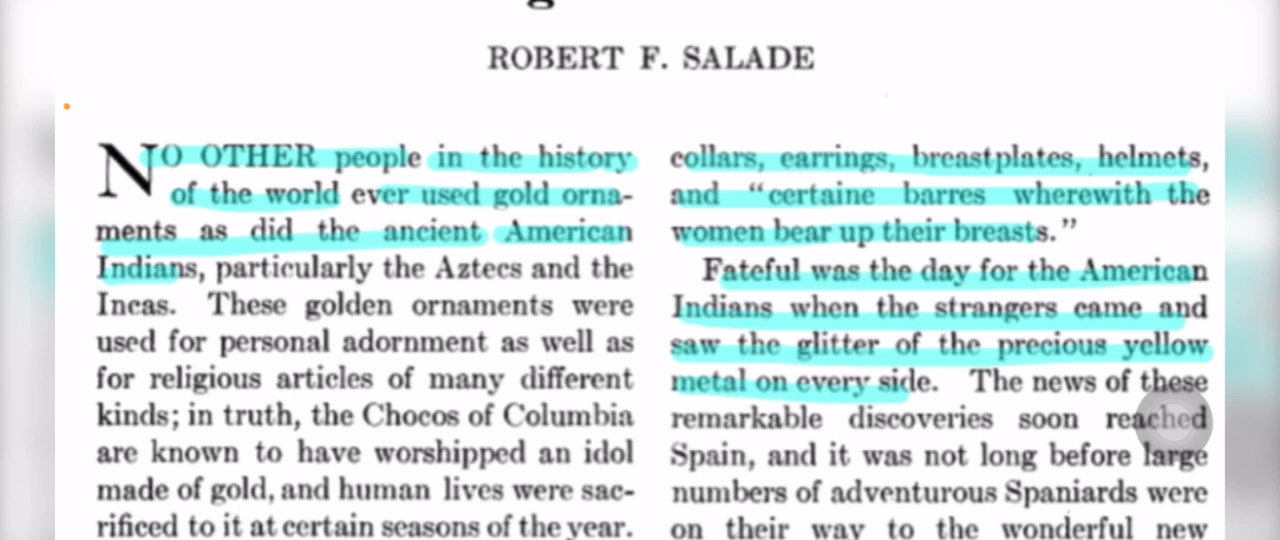 ROBERT F. SALADE
NO OTHER people in the history
of the world ever used gold orna-
ments as did the ancient American
Indians, particularly the Aztecs and the
Incas. These golden ornaments were
used for personal adornment as well as
for religious articles of many different
kinds; in truth, the Chocos of Columbia
are known to have worshipped an idol
made of gold, and human lives were sac-
rificed to it at certain seasons of the year.
collars, earrings, breastplates, helmets,
and “certaine barres wherewith the
women bear up their breasts.”
Fateful was the day for the American
Indians when the strangers came and
saw the glitter of the precious yellow
metal on every side. The news of these
remarkable discoveries soon reached
Spain, and it was not long before large
numbers of adventurous Spaniards were
on their way to the wonderful new